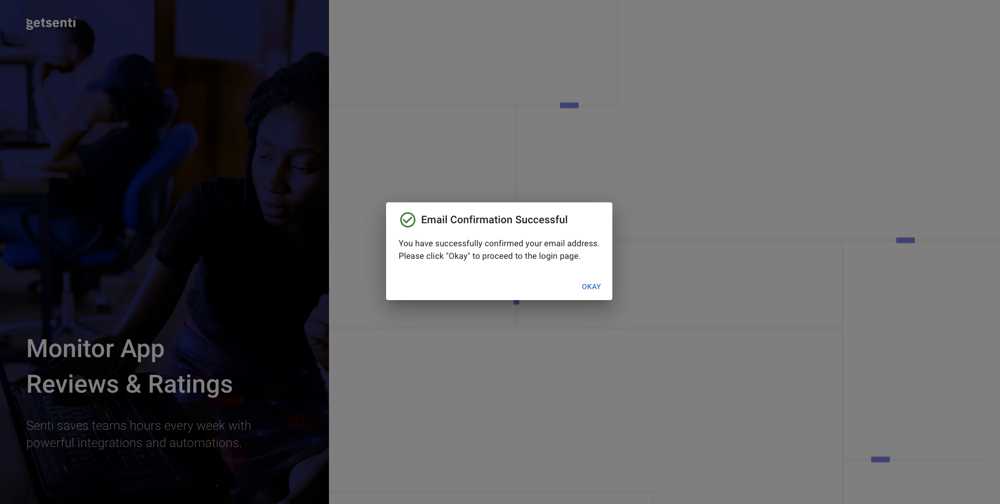 getsenti
Email Confirmation Successful
You have successfully confirmed your email address.
Please click "Okay" to proceed to the login page.
OKAY
Monitor App
Reviews & Ratings
Senti saves teams hours every week with
powerful integrations and automations.